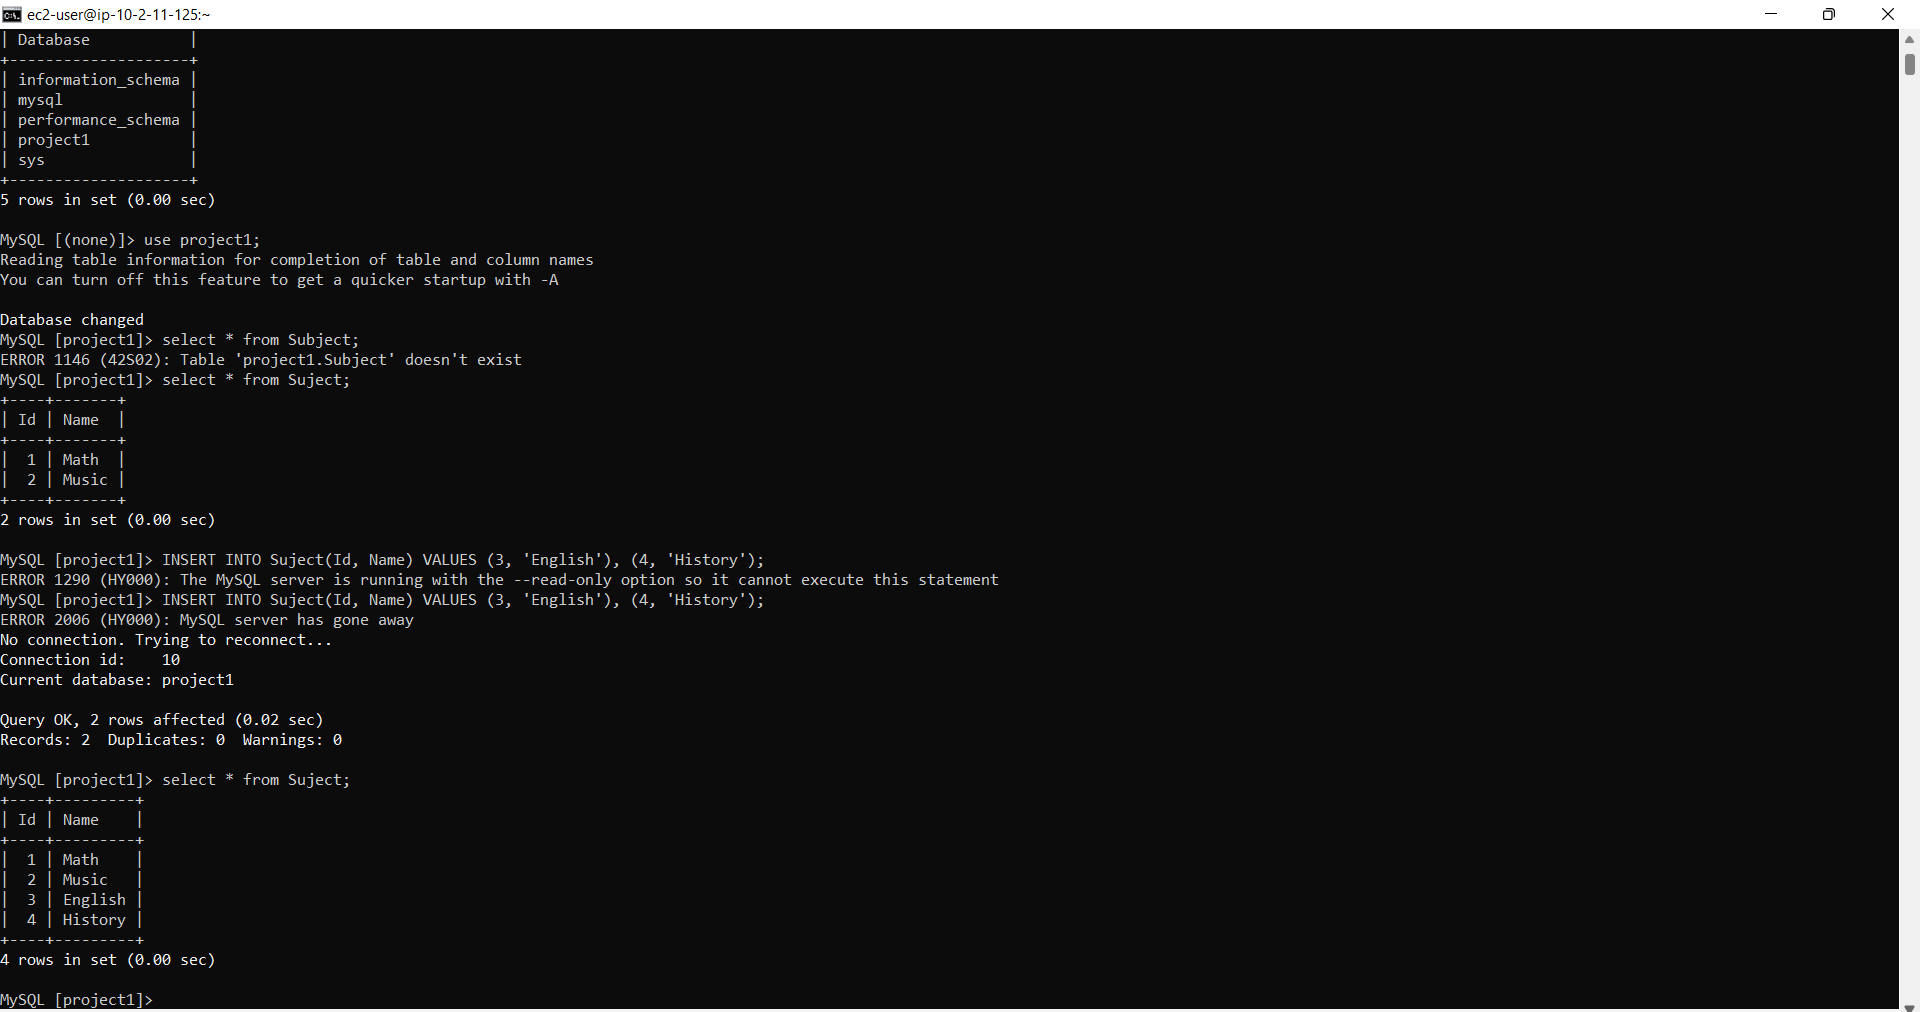 ec2-user@ip-10-2-11-125:~
| Database           |
+--------------------+
| information_schema |
| mysql              |
| performance_schema |
| project1           |
| sys                |
+--------------------+
5 rows in set (0.00 sec)
MySQL [(none)]> use project1;
Reading table information for completion of table and column names
You can turn off this feature to get a quicker startup with -A
Database changed
MySQL [project1]> select * from Subject;
ERROR 1146 (42S02): Table 'project1.Subject' doesn't exist
MySQL [project1]> select * from Suject;
+----+-------+
| Id | Name  |
+----+-------+
|  1 | Math  |
|  2 | Music |
+----+-------+
2 rows in set (0.00 sec)
MySQL [project1]> INSERT INTO Suject(Id, Name) VALUES (3, 'English'), (4, 'History');
ERROR 1290 (HY000): The MySQL server is running with the --read-only option so it cannot execute this statement
MySQL [project1]> INSERT INTO Suject(Id, Name) VALUES (3, 'English'), (4, 'History');
ERROR 2006 (HY000): MySQL server has gone away
No connection. Trying to reconnect...
Connection id:    10
Current database: project1
Query OK, 2 rows affected (0.02 sec)
Records: 2  Duplicates: 0  Warnings: 0
MySQL [project1]> select * from Suject;
+----+---------+
| Id | Name    |
+----+---------+
|  1 | Math    |
|  2 | Music   |
|  3 | English |
|  4 | History |
+----+---------+
4 rows in set (0.00 sec)
MySQL [project1]>